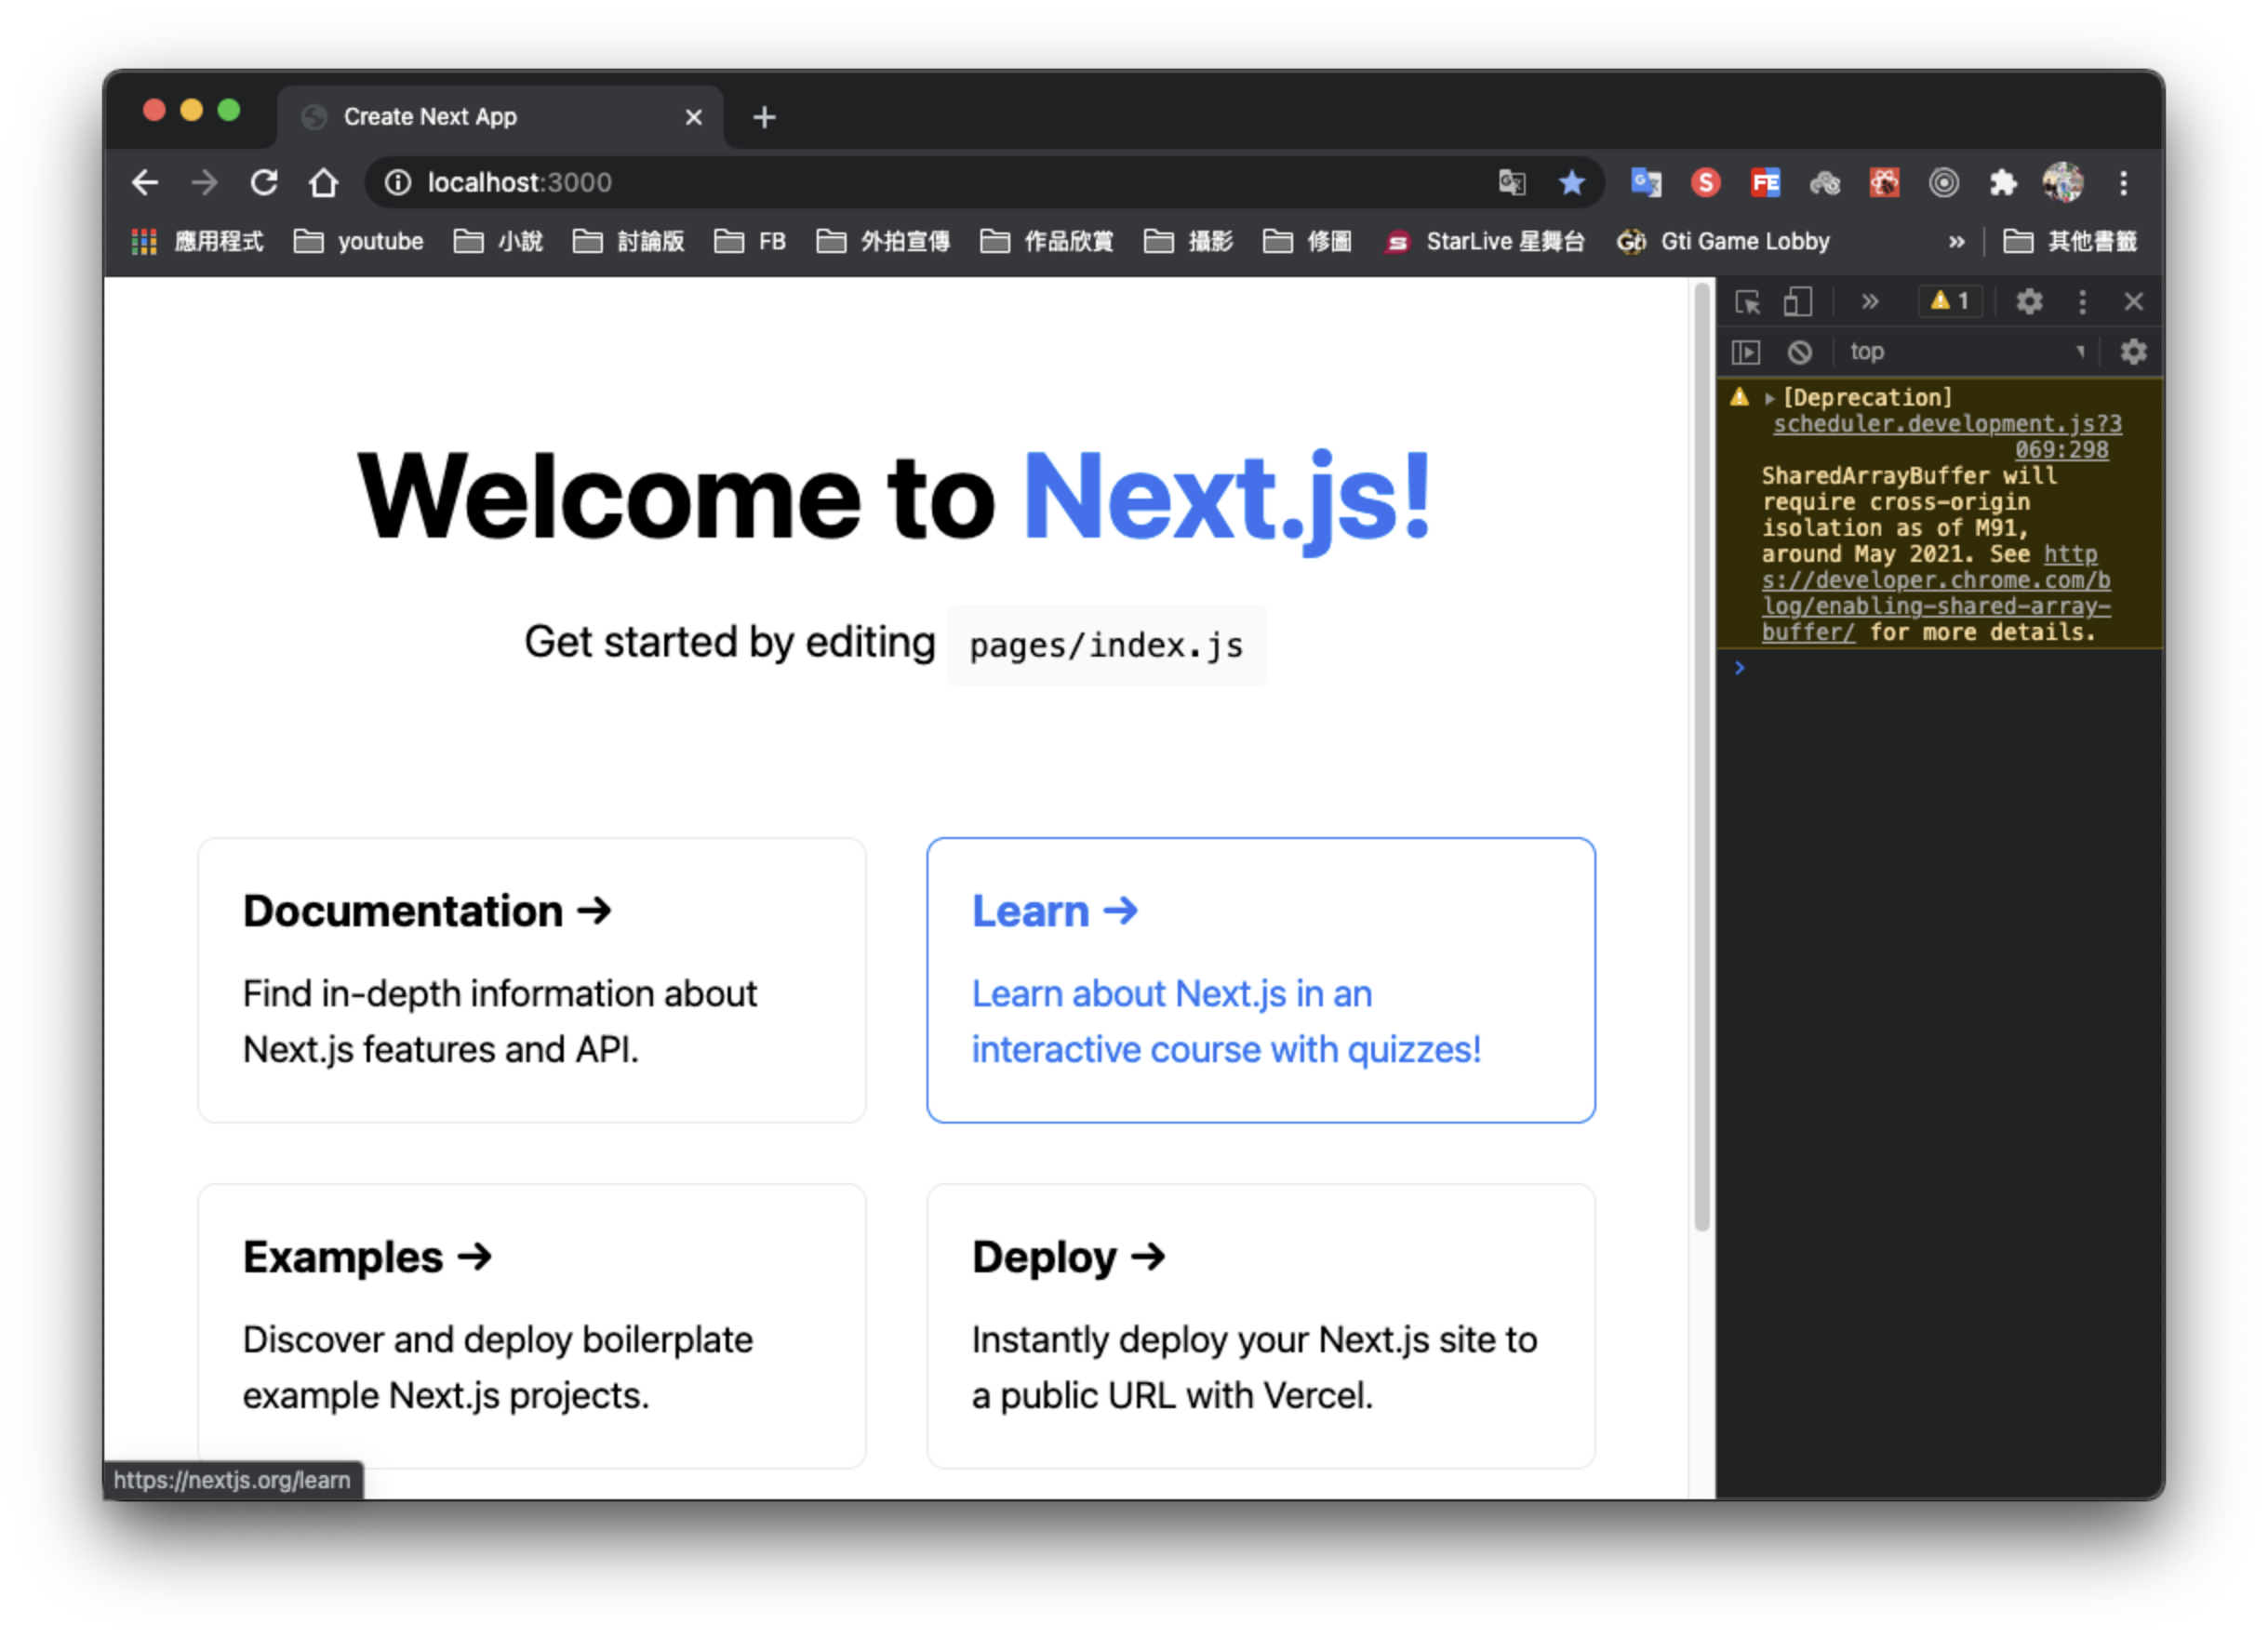 Create Next App
localhost:3000
應用程式 youtube 小說 討論版 FB 外拍宣傳 作品欣賞 攝影 修圖 StarLive 星舞台 Gti Game Lobby » 其他書籤
» 1
top
[Deprecation]
scheduler.development.js?3
069:298
SharedArrayBuffer will
require cross-origin
isolation as of M91,
around May 2021. See http
s://developer.chrome.com/b
log/enabling-shared-array-
buffer/ for more details.
Welcome to Next.js!
Get started by editing pages/index.js
Documentation →
Find in-depth information about
Next.js features and API.
Learn →
Learn about Next.js in an
interactive course with quizzes!
Examples →
Discover and deploy boilerplate
example Next.js projects.
Deploy →
Instantly deploy your Next.js site to
a public URL with Vercel.
https://nextjs.org/learn